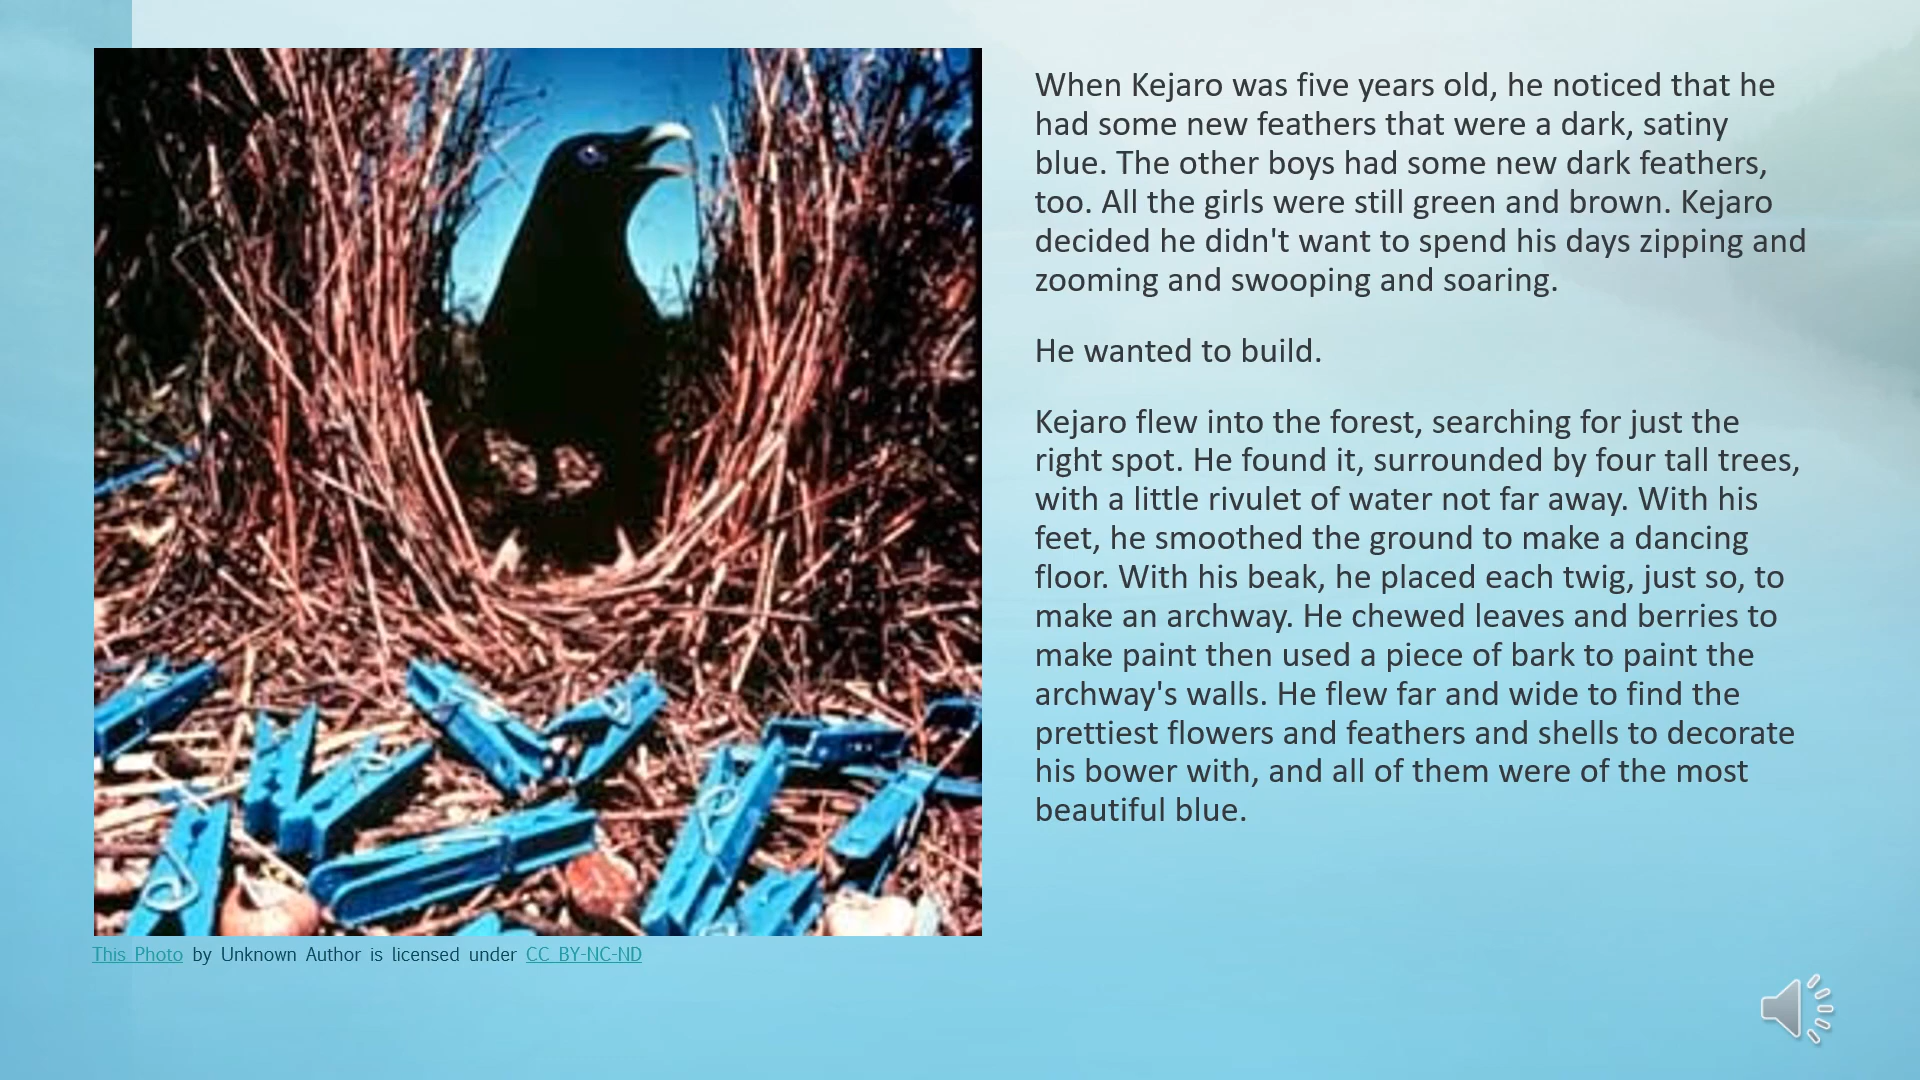 When Kejaro was five years old, he noticed that he
had some new feathers that were a dark, satiny
blue. The other boys had some new dark feathers,
too. All the girls were still green and brown. Kejaro
decided he didn't want to spend his days zipping and
zooming and swooping and soaring.
He wanted to build.
Kejaro flew into the forest, searching for just the
right spot. He found it, surrounded by four tall trees,
with a little rivulet of water not far away. With his
feet, he smoothed the ground to make a dancing
floor. With his beak, he placed each twig, just so, to
make an archway. He chewed leaves and berries to
make paint then used a piece of bark to paint the
archway's walls. He flew far and wide to find the
prettiest flowers and feathers and shells to decorate
his bower with, and all of them were of the most
beautiful blue.
This Photo by Unknown Author is licensed under CC BY-NC-ND